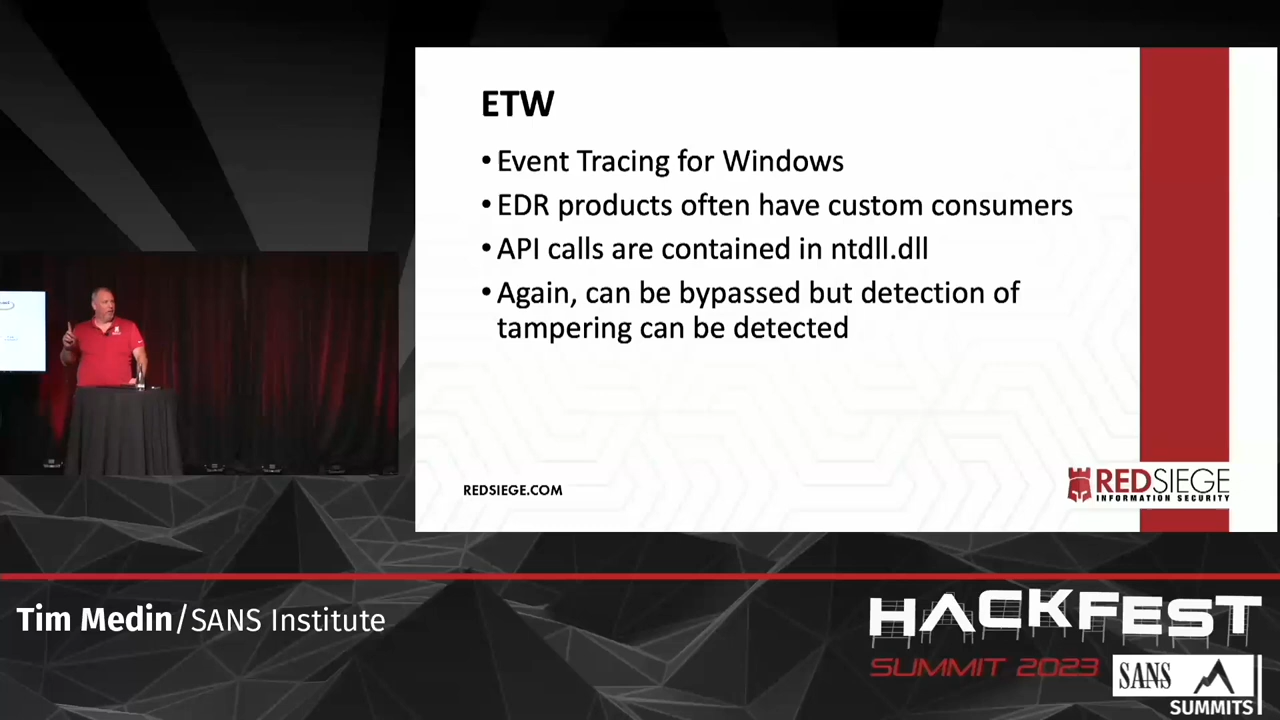 ETW
• Event Tracing for Windows
• EDR products often have custom consumers
• API calls are contained in ntdll.dll
• Again, can be bypassed but detection of
tampering can be detected
REDSIEGE.COM
REDSIEGE
INFORMATION SECURITY
Tim Medin/SANS Institute
HACKFEST
SUMMIT 2023
SANS
SUMMITS